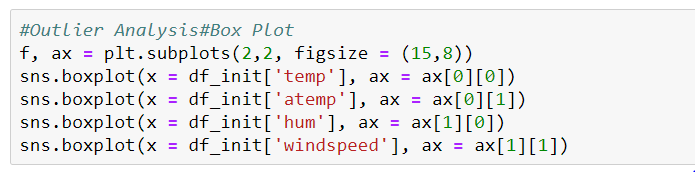 #Outlier Analysis#Box Plot
f, ax = plt.subplots(2,2, figsize = (15,8))
sns.boxplot(x = df_init['temp'], ax = ax[0][0])
sns.boxplot(x = df_init['atemp'], ax = ax[0][1])
sns.boxplot(x = df_init['hum'], ax = ax[1][0])
sns.boxplot(x = df_init['windspeed'], ax = ax[1][1])